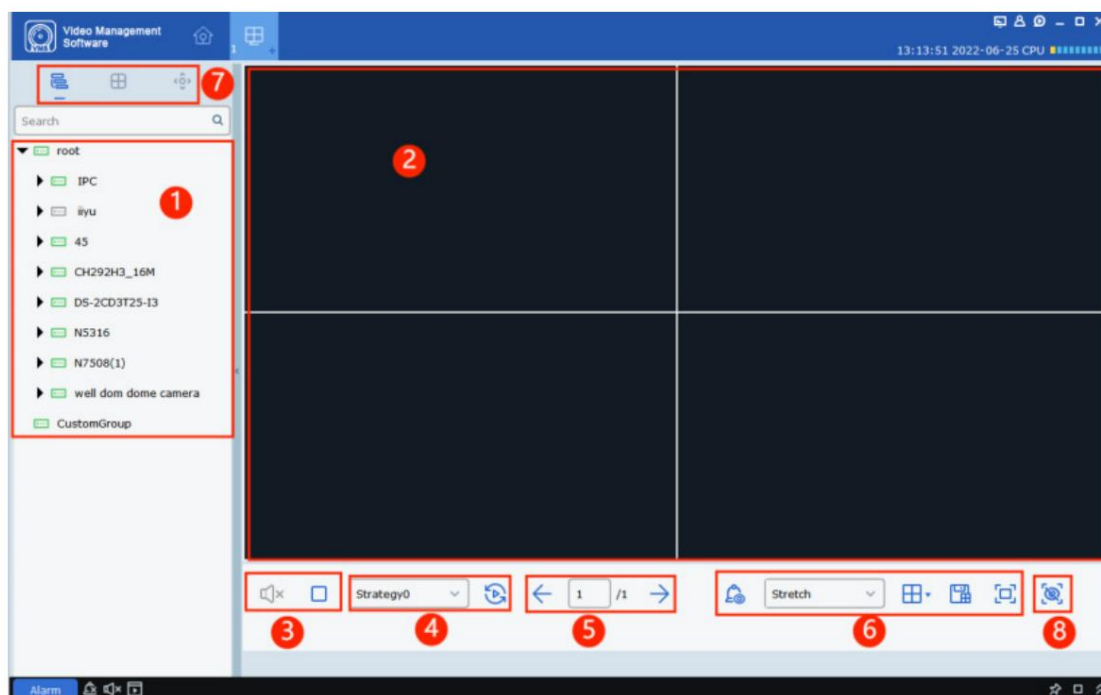 Video Management
Software
1
13:13:51 2022-06-25 CPU
7
Search
root
IPC
iiyu
45
CH292H3_16M
DS-2CD3T25-I3
N5316
N7508(1)
well dom dome camera
CustomGroup
1
2
Strategy0
1 /1
Stretch
3
4
5
6
8
Alarm